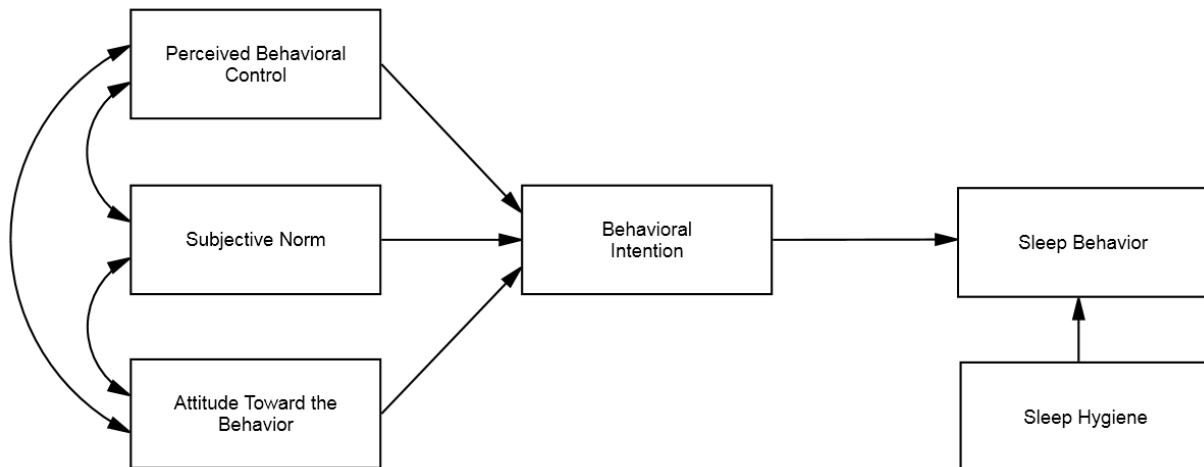 Perceived Behavioral
Control
Subjective Norm
Behavioral
Intention
Sleep Behavior
Attitude Toward the
Behavior
Sleep Hygiene